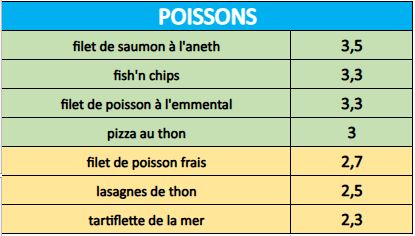 POISSONS
filet de saumon à l'aneth 3,5
fish'n chips 3,3
filet de poisson à l'emmental 3,3
pizza au thon 3
filet de poisson frais 2,7
lasagnes de thon 2,5
tartiflette de la mer 2,3